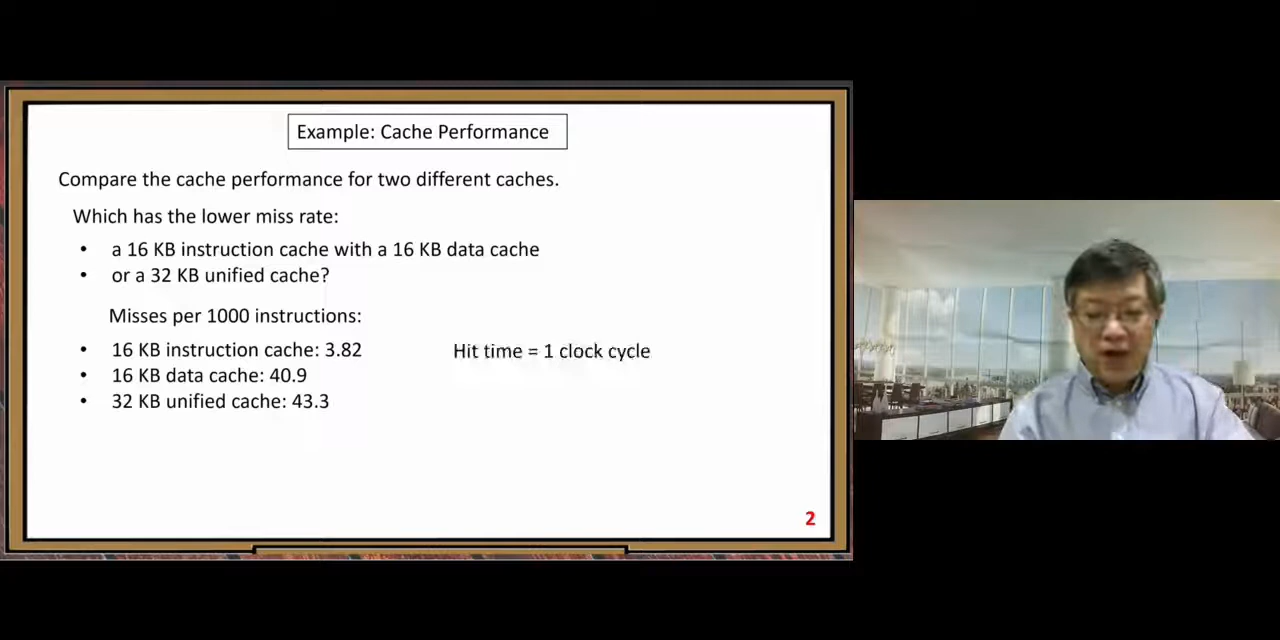 Example: Cache Performance
Compare the cache performance for two different caches.
Which has the lower miss rate:
• a 16 KB instruction cache with a 16 KB data cache
• or a 32 KB unified cache?
Misses per 1000 instructions:
• 16 KB instruction cache: 3.82
Hit time = 1 clock cycle
• 16 KB data cache: 40.9
• 32 KB unified cache: 43.3
2